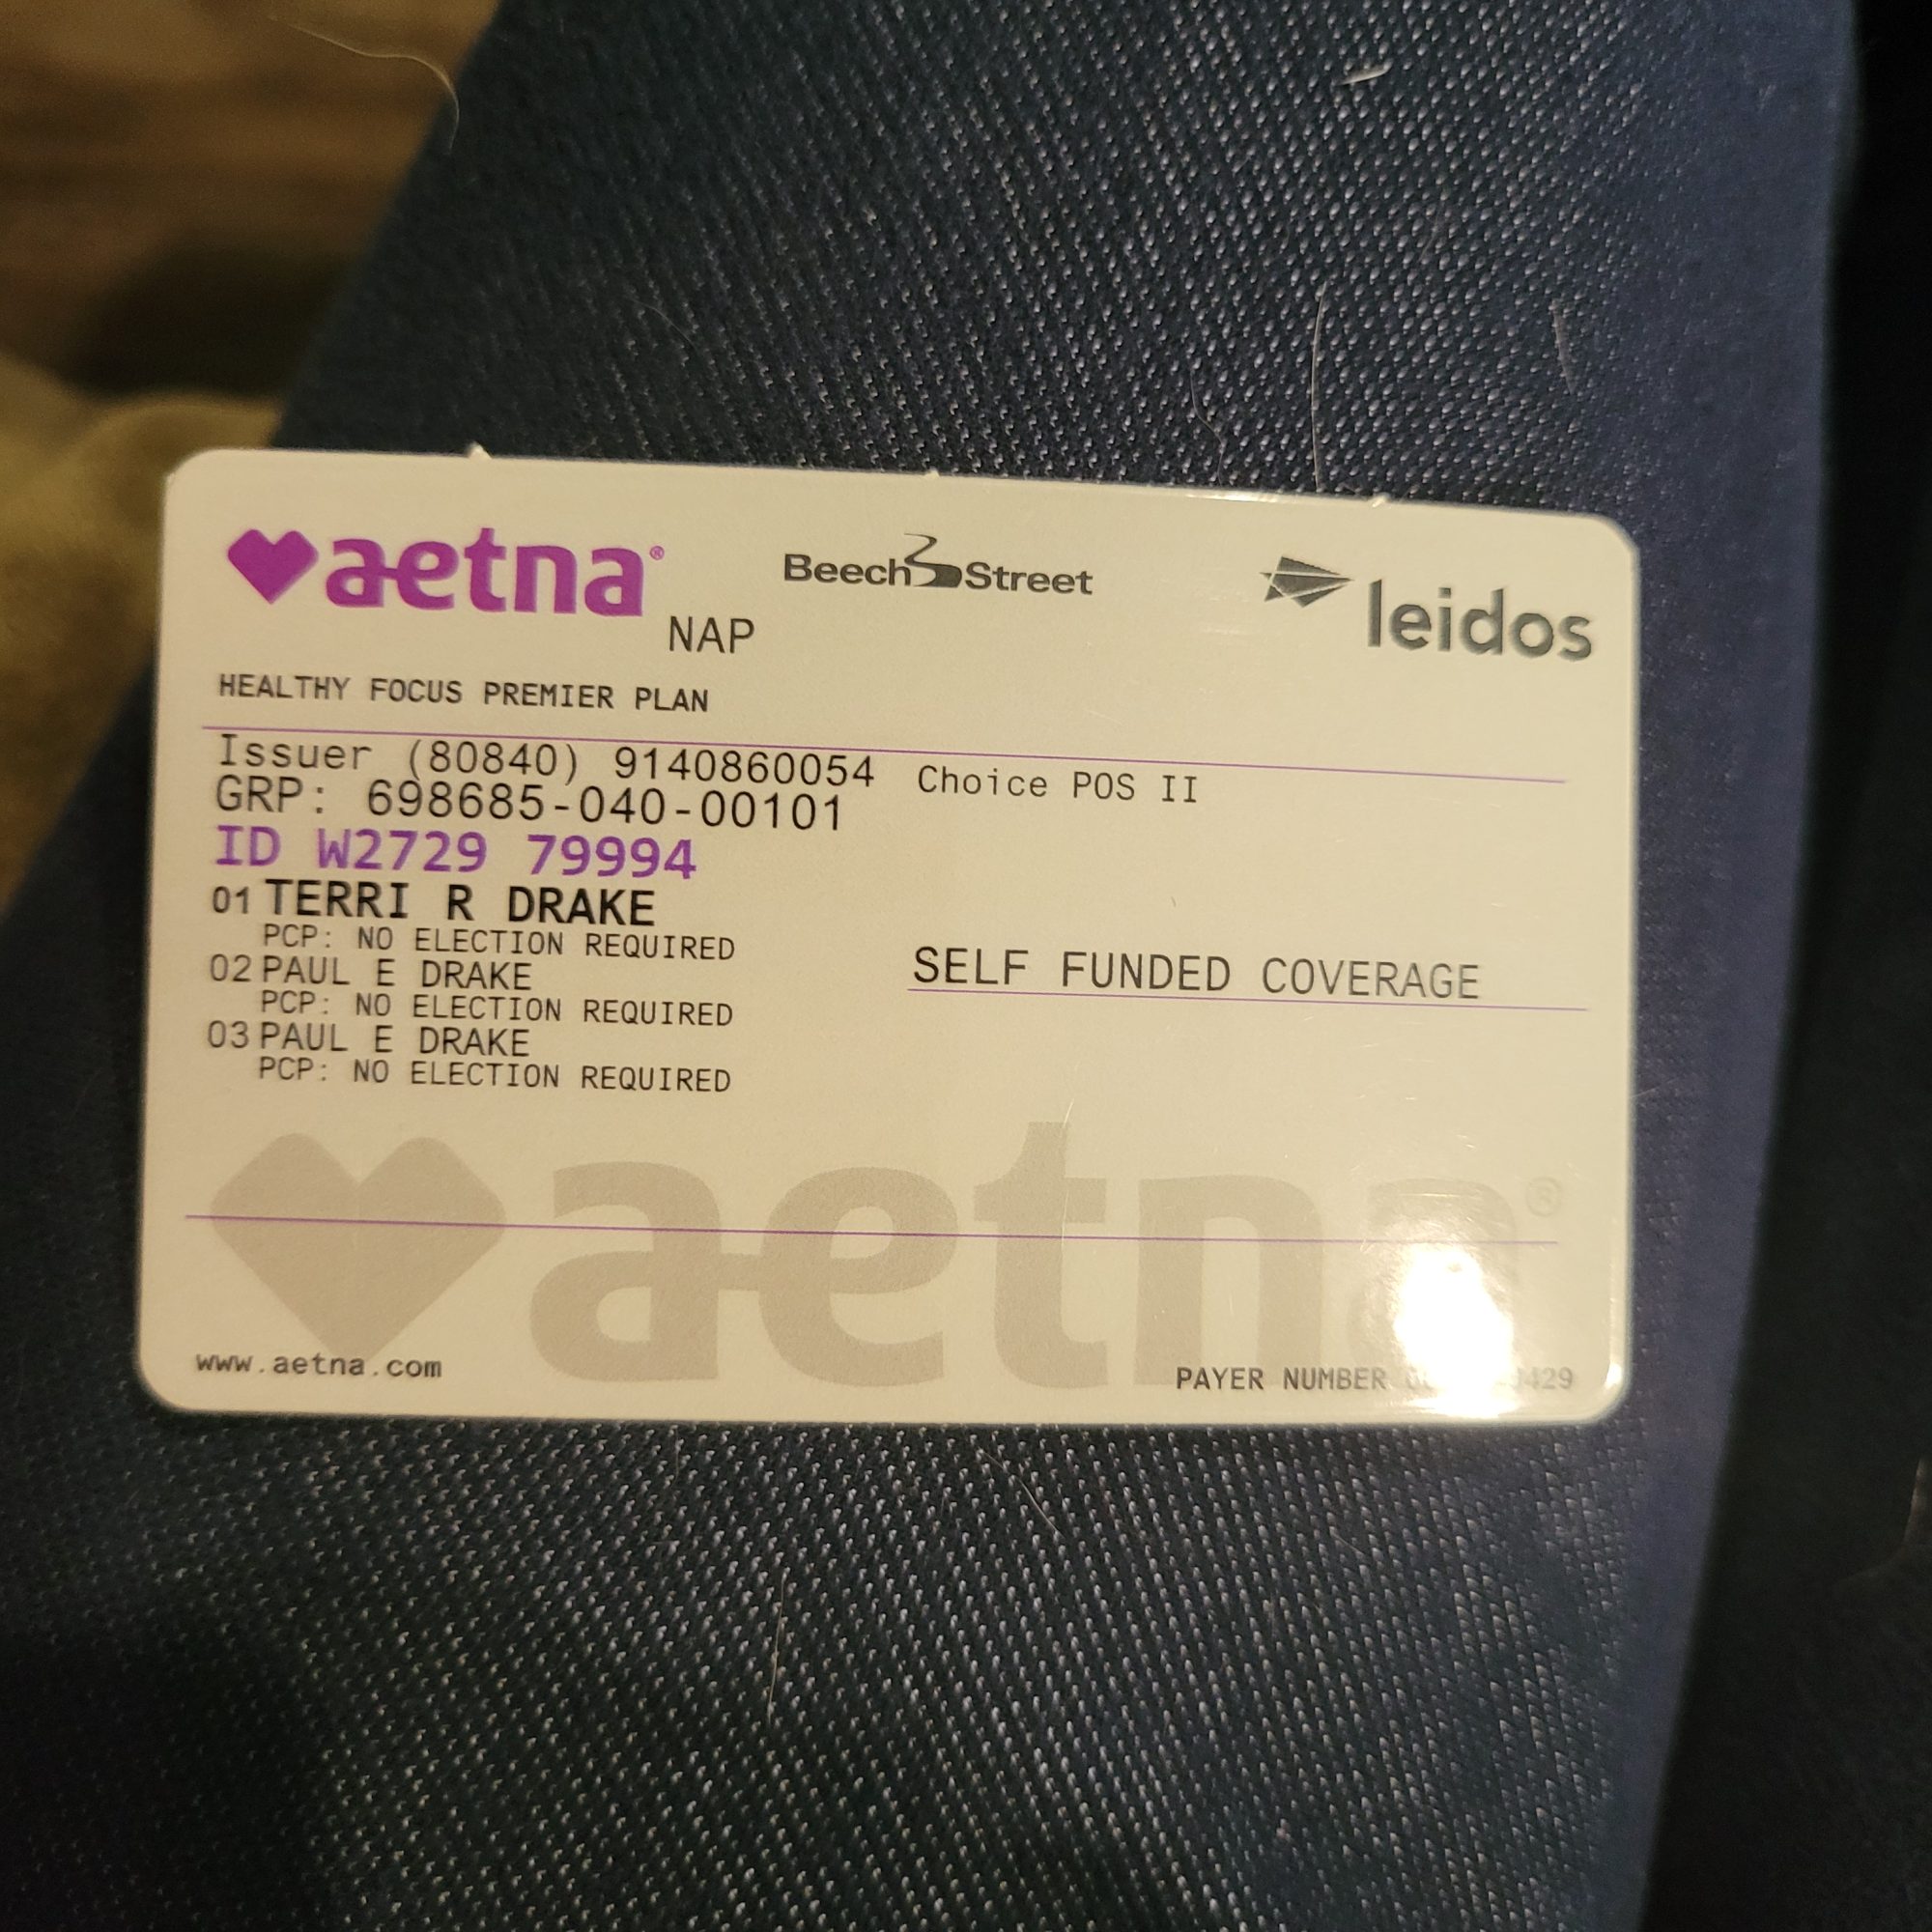 aetna® NAP
Beech Street
leidos
HEALTHY FOCUS PREMIER PLAN
Issuer (80840) 9140860054 Choice POS II
GRP: 698685-040-00101
ID W2729 79994
01 TERRI R DRAKE
PCP: NO ELECTION REQUIRED
02 PAUL E DRAKE
PCP: NO ELECTION REQUIRED
03 PAUL E DRAKE
PCP: NO ELECTION REQUIRED
SELF FUNDED COVERAGE
aetna®
www.aetna.com
PAYER NUMBER